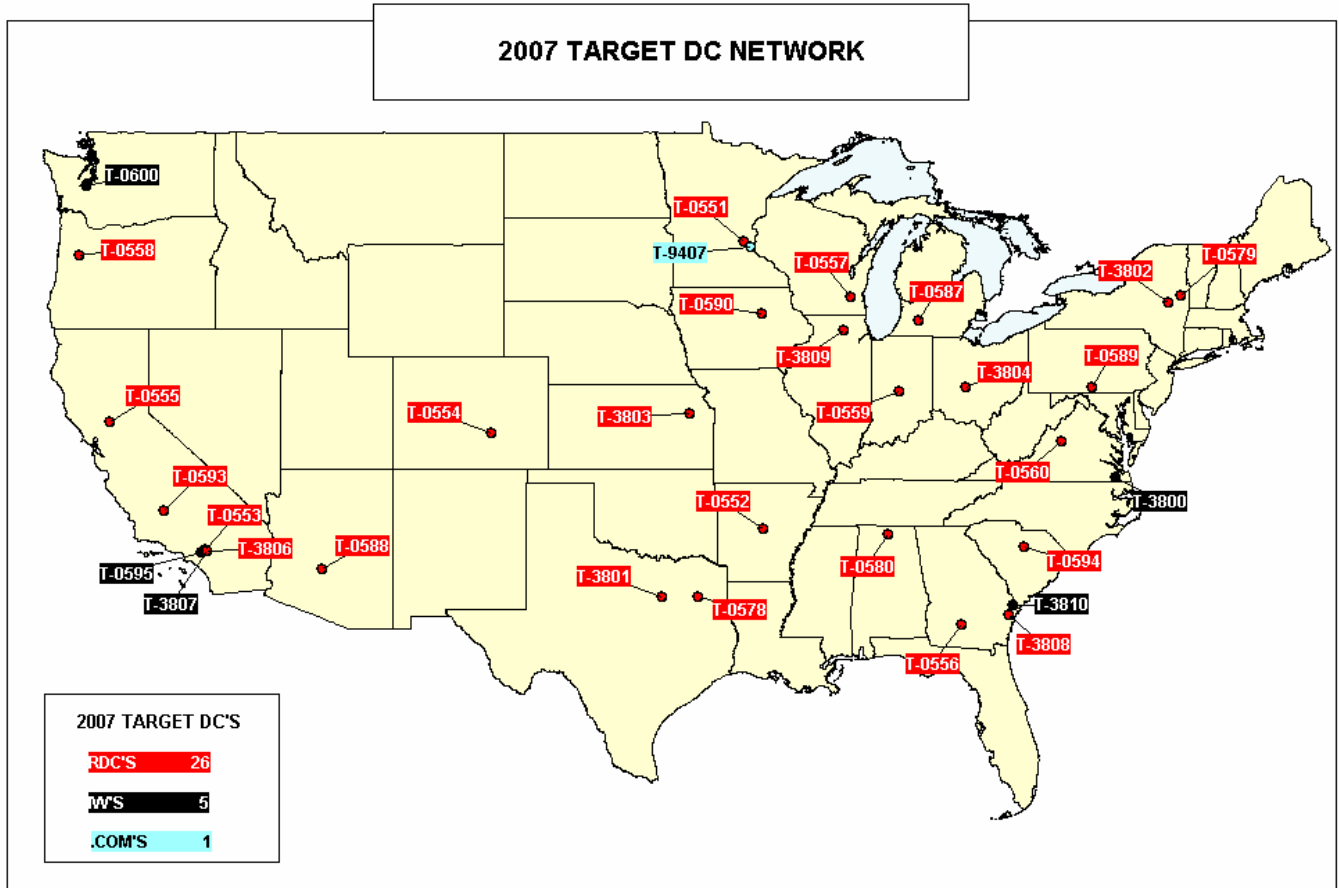 2007 TARGET DC NETWORK
T-0600
T-0558
T-0551
T-9407
T-0557
T-0587
T-0590
T-3809
T-3802
T-0579
T-0589
T-3804
T-0559
T-0555
T-0554
T-3803
T-0560
T-3800
T-0593
T-0553
T-3806
T-0595
T-3807
T-0588
T-0552
T-3801
T-0578
T-0580
T-0594
T-3810
T-3808
T-0556
2007 TARGET DC'S
RDC'S 26
IW'S 5
.COM'S 1